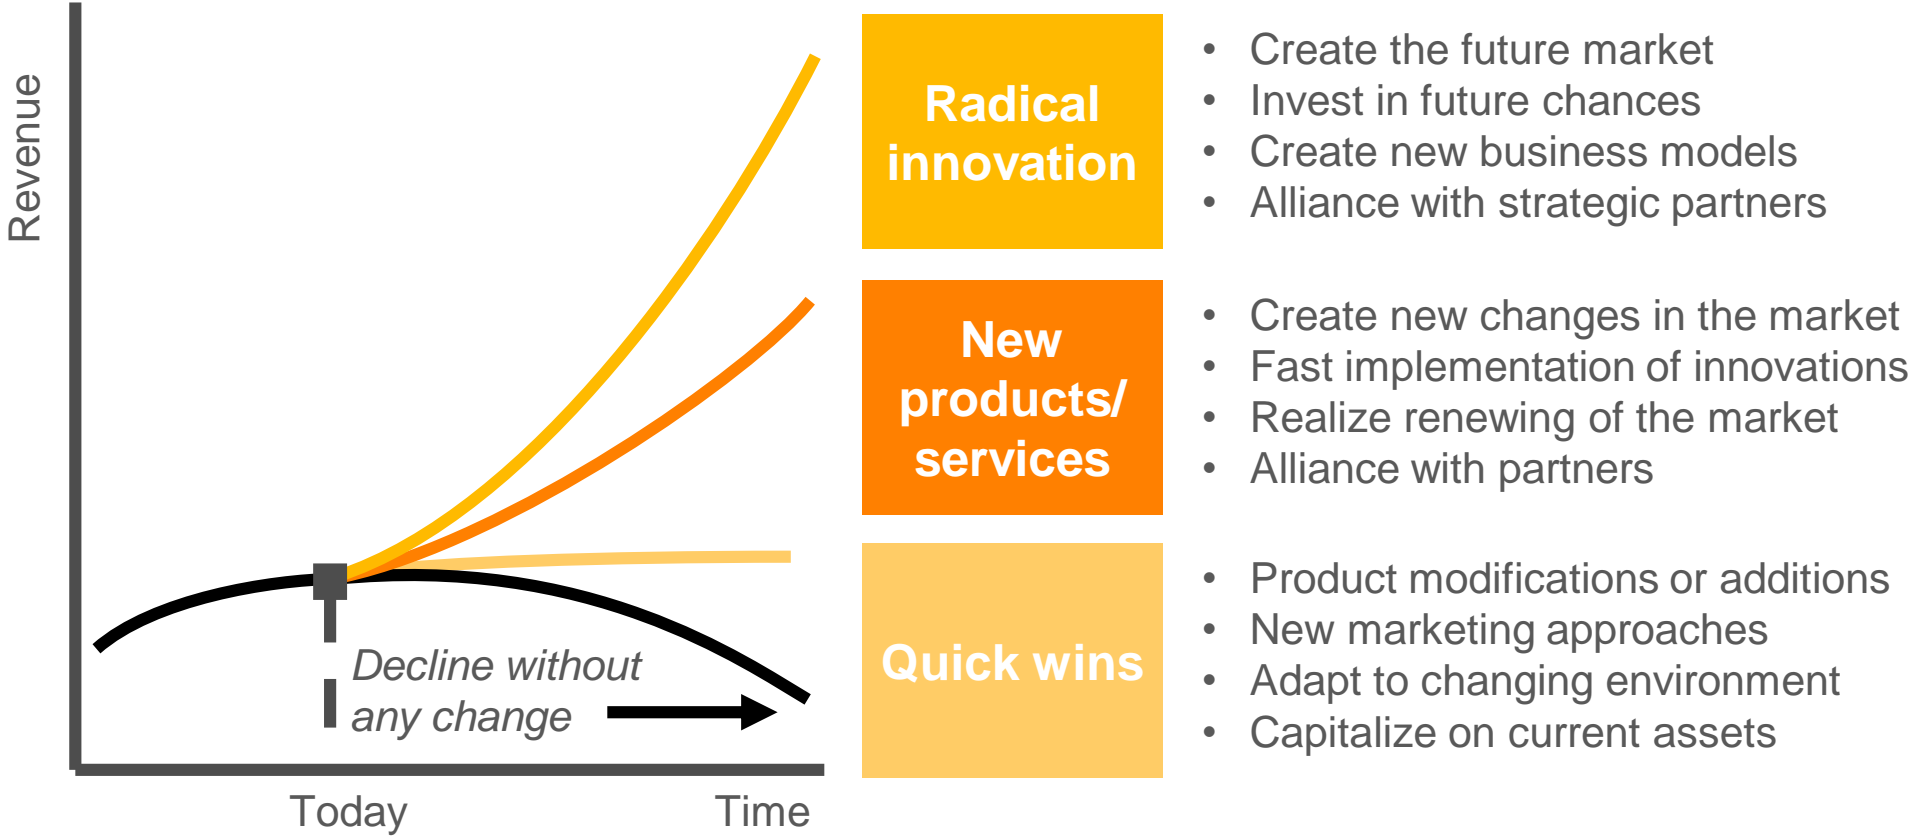 Revenue
Decline without
any change
Today
Time
Radical
innovation
• Create the future market
• Invest in future chances
• Create new business models
• Alliance with strategic partners
New
products/
services
• Create new changes in the market
• Fast implementation of innovations
• Realize renewing of the market
• Alliance with partners
Quick wins
• Product modifications or additions
• New marketing approaches
• Adapt to changing environment
• Capitalize on current assets